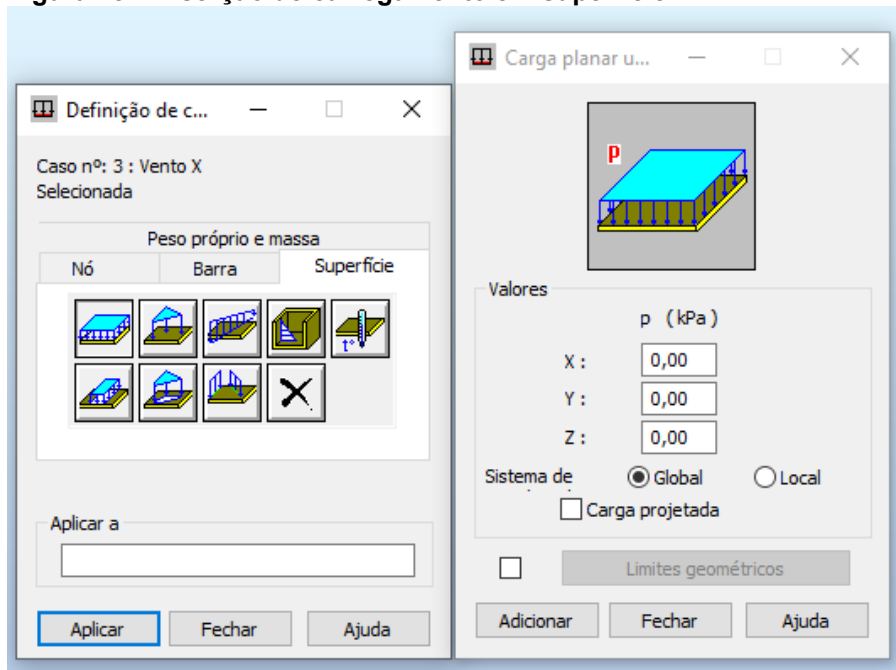 Definição de c...
Caso nº: 3 : Vento X
Selecionada
Peso próprio e massa
Nó Barra Superfície
t°
Aplicar a
Aplicar Fechar Ajuda
Carga planar u...
P
Valores
p (kPa)
X : 0,00
Y : 0,00
Z : 0,00
Sistema de Global Local
Carga projetada
Limites geométricos
Adicionar Fechar Ajuda